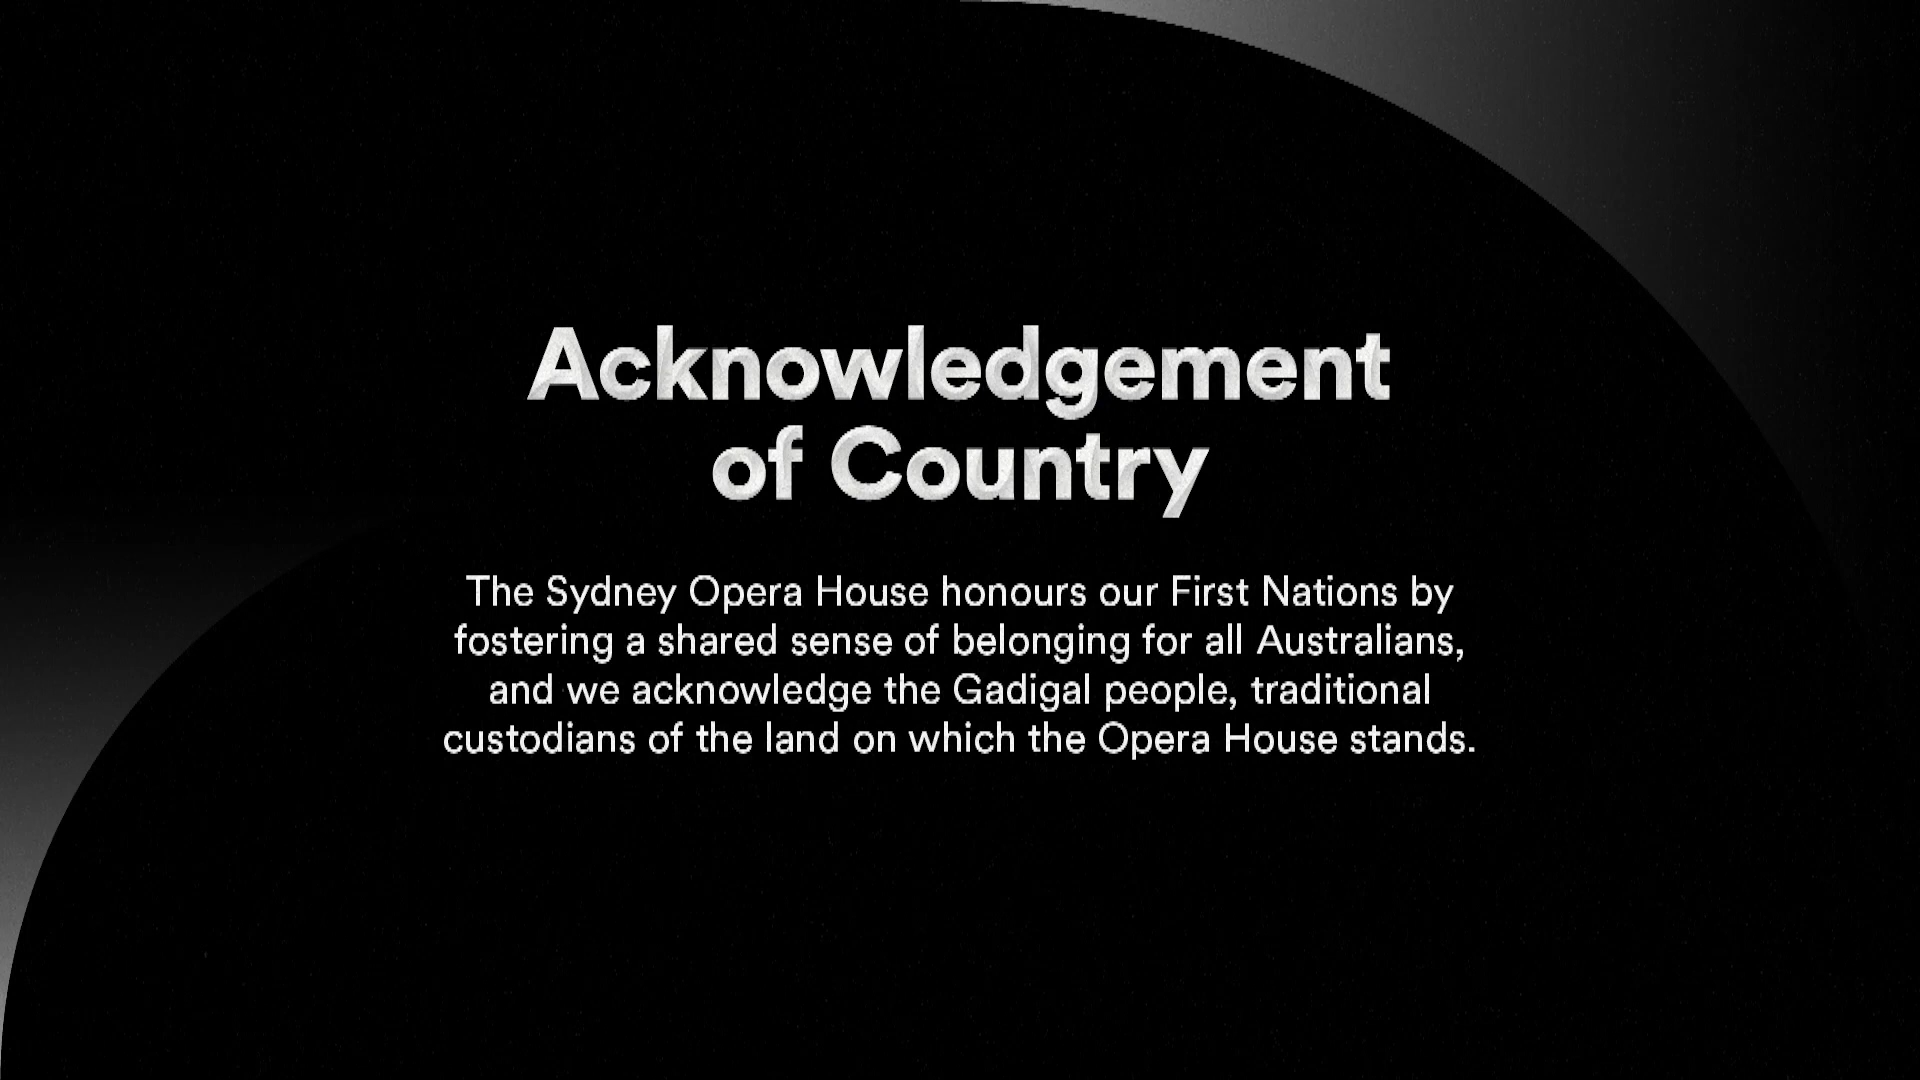 Acknowledgement
of Country
The Sydney Opera House honours our First Nations by
fostering a shared sense of belonging for all Australians,
and we acknowledge the Gadigal people, traditional
custodians of the land on which the Opera House stands.